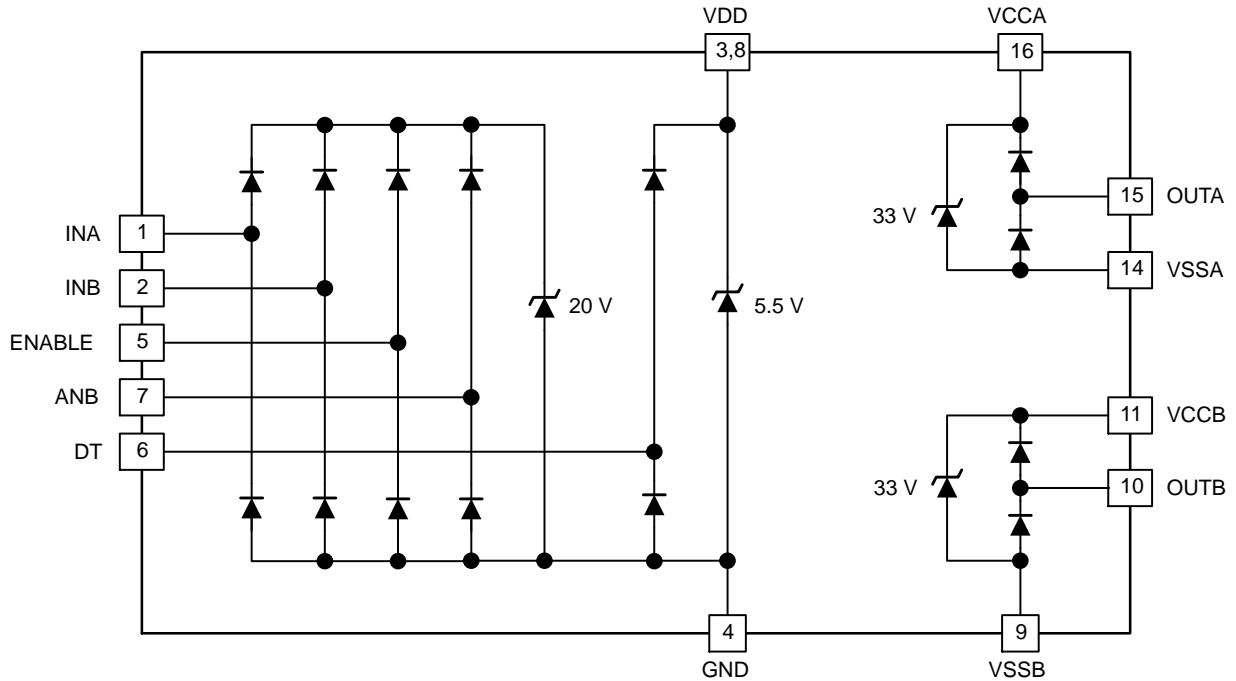 VDD
VCCA
3,8
16
INA
1
INB
2
ENABLE
5
ANB
7
DT
6
20 V
5.5 V
33 V
15
OUTA
14
VSSA
11
VCCB
33 V
10
OUTB
4
9
GND
VSSB